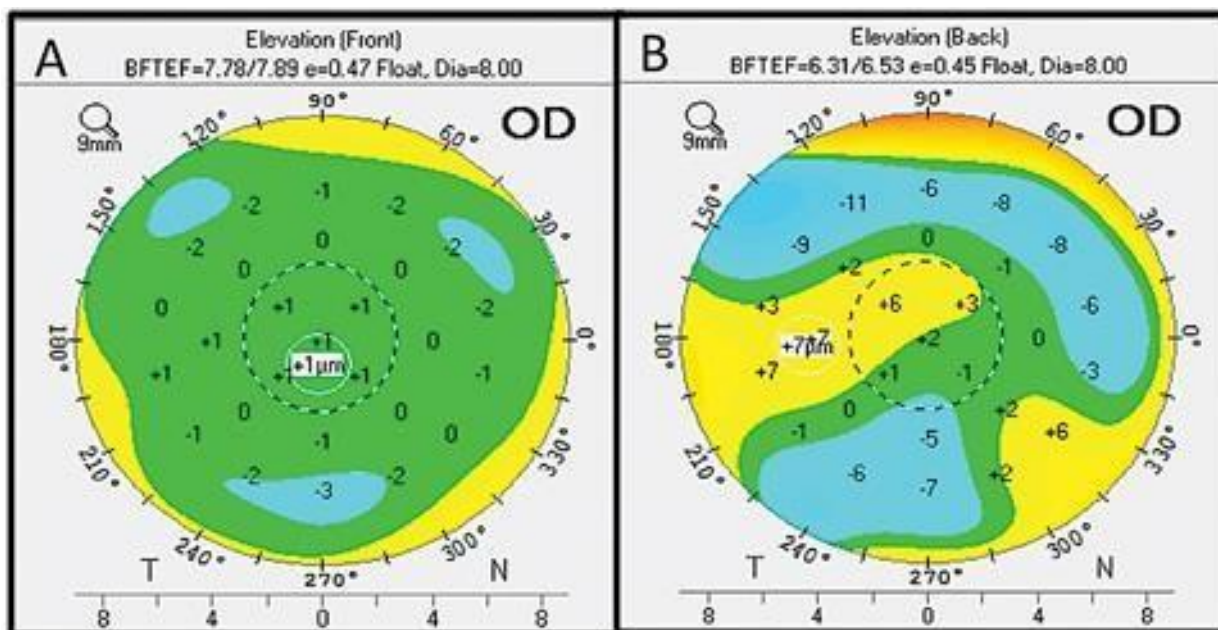 A
Elevation (Front)
BFTEF=7.78/7.89 e=0.47 Float, Dia=8.00
9mm
OD
90°
120°
60°
150°
30°
180°
0°
210°
330°
240°
300°
270°
-1
-2 -2
-2 0 -2
0 0
0 +1 +1 -2
+1 +1 0
+1µm
+1 +1 +1 -1
0 0
-1 -1 0
-2 -3 -2
T N
8 4 0 4 8
B
Elevation (Back)
BFTEF=6.31/6.53 e=0.45 Float, Dia=8.00
9mm
OD
90°
120°
60°
150°
30°
180°
0°
210°
330°
240°
300°
270°
-6
-11 -8
-9 0 -8
+2 -1
+3 +6 +3 -6
+7µm +2 0
+7 +1 -1 -3
0 +2
-1 -5 +6
-6 -7 +2
T N
8 4 0 4 8